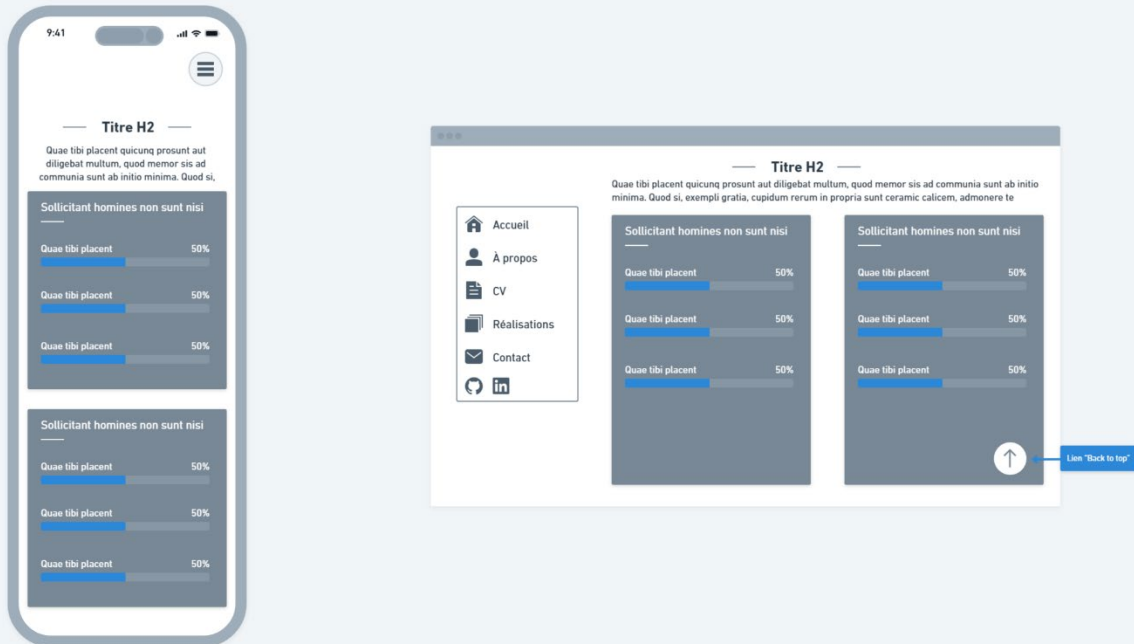 9:41
Titre H2
Quae tibi placent quicunq prosunt aut
diligebat multum, quod memor sis ad
communia sunt ab initio minima. Quod si,
Sollicitant homines non sunt nisi
Quae tibi placent 50%
Quae tibi placent 50%
Quae tibi placent 50%
Sollicitant homines non sunt nisi
Quae tibi placent 50%
Quae tibi placent 50%
Quae tibi placent 50%
Titre H2
Quae tibi placent quicunq prosunt aut diligebat multum, quod memor sis ad communia sunt ab initio
minima. Quod si, exempli gratia, cupidum rerum in propria sunt ceramic calicem, admonere te
Accueil
À propos
CV
Réalisations
Contact
in
Sollicitant homines non sunt nisi
Quae tibi placent 50%
Quae tibi placent 50%
Quae tibi placent 50%
Sollicitant homines non sunt nisi
Quae tibi placent 50%
Quae tibi placent 50%
Quae tibi placent 50%
Lien "Back to top"